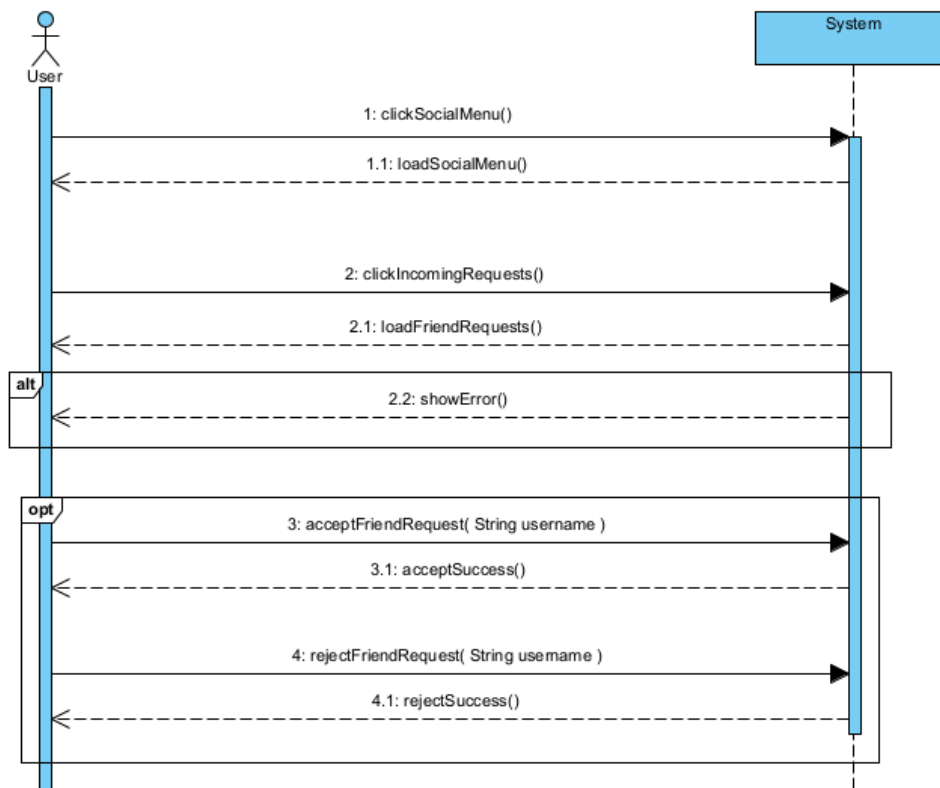 System
User
1: clickSocialMenu()
1.1: loadSocialMenu()
2: clickIncomingRequests()
2.1: loadFriendRequests()
alt
2.2: showError()
opt
3: acceptFriendRequest( String username )
3.1: acceptSuccess()
4: rejectFriendRequest( String username )
4.1: rejectSuccess()